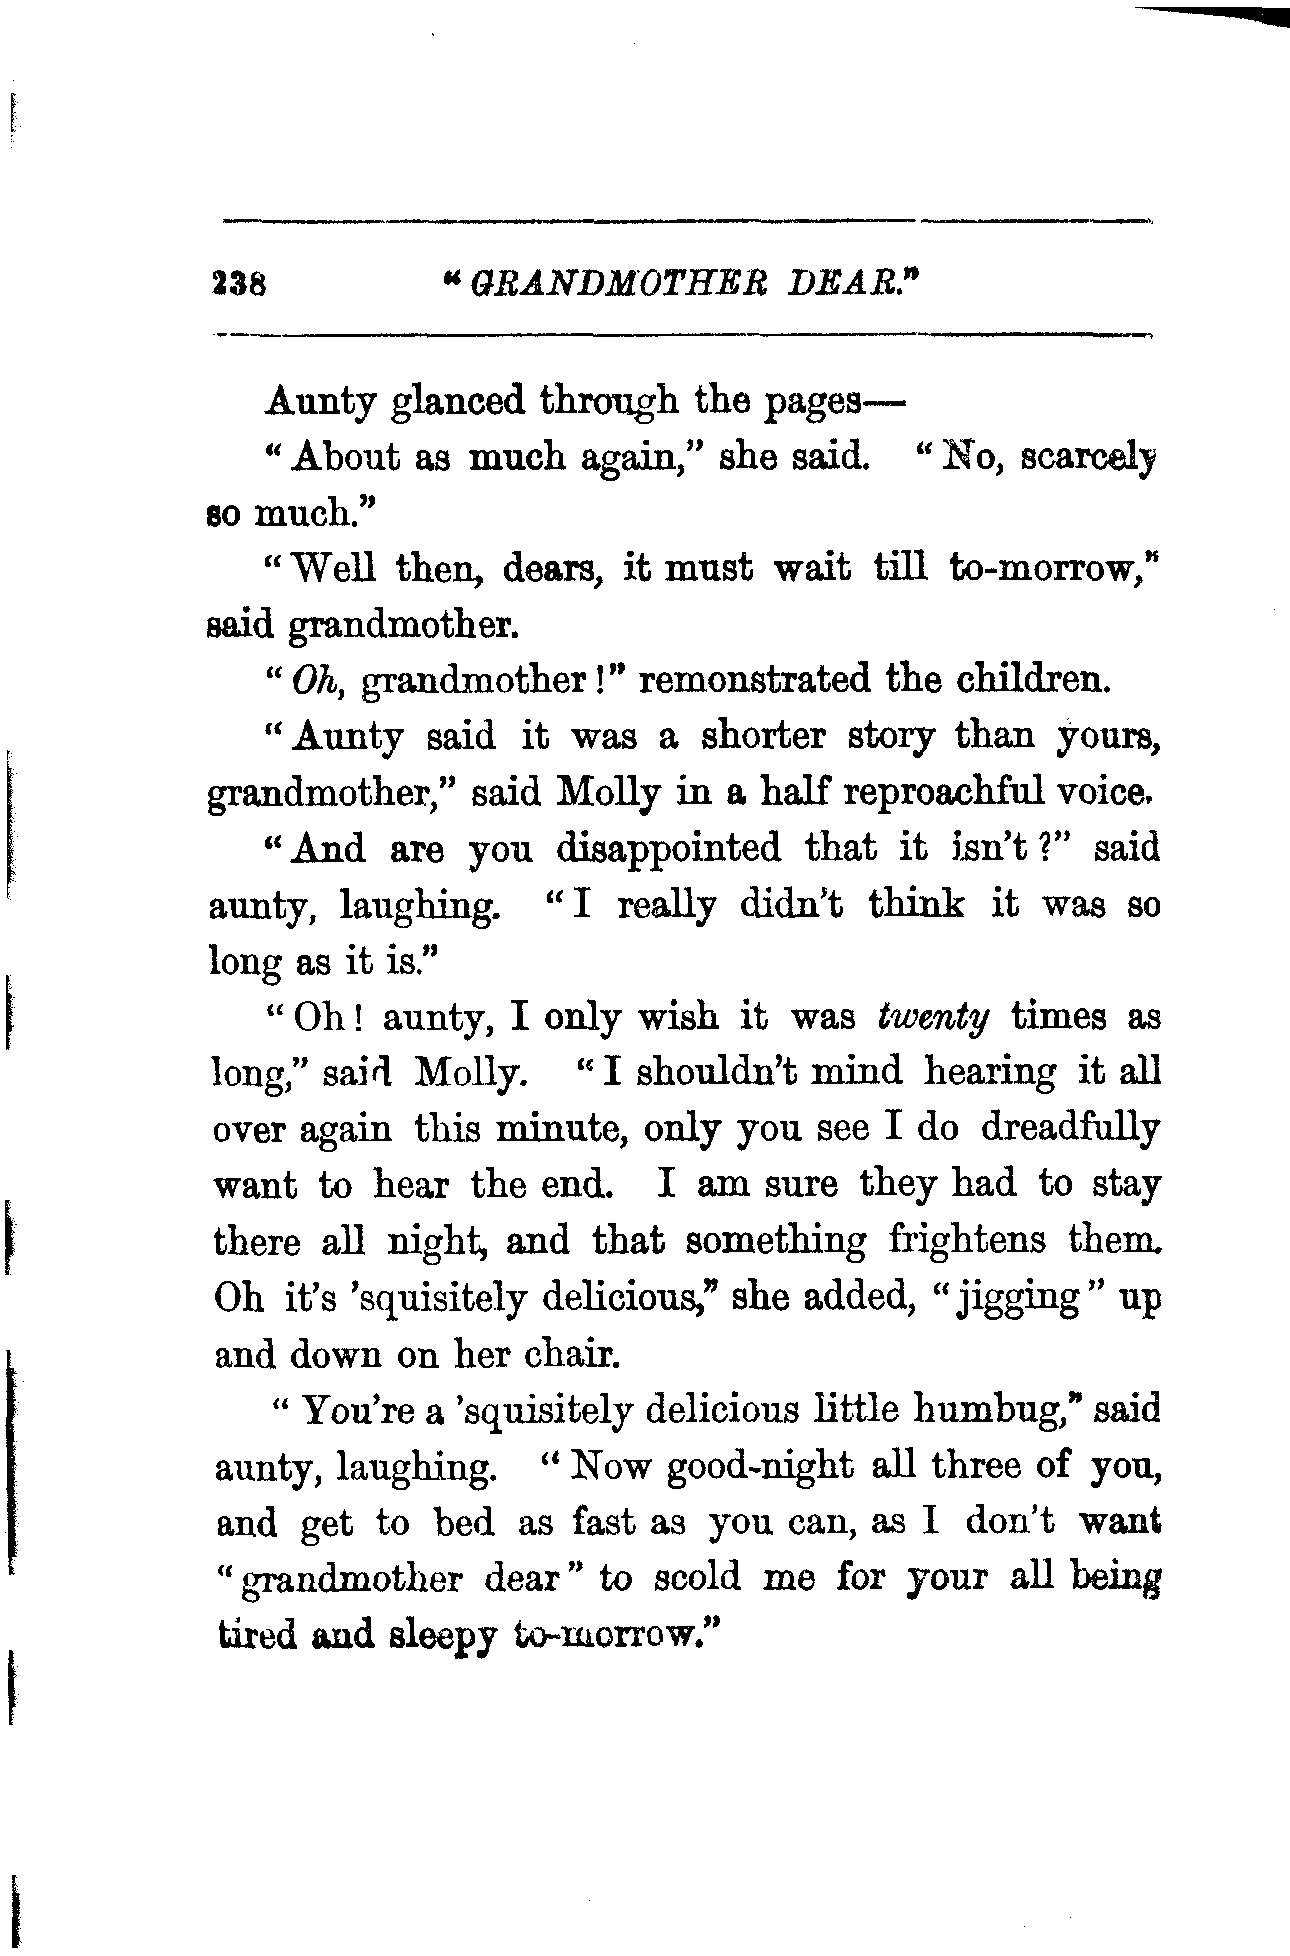 238 "GRANDMOTHER DEAR."
Aunty glanced through the pages—
"About as much again," she said. "No, scarcely
so much."
"Well then, dears, it must wait till to-morrow,"
said grandmother.
"Oh, grandmother!" remonstrated the children.
"Aunty said it was a shorter story than yours,
grandmother," said Molly in a half reproachful voice.
"And are you disappointed that it isn't?" said
aunty, laughing. "I really didn't think it was so
long as it is."
"Oh! aunty, I only wish it was twenty times as
long," said Molly. "I shouldn't mind hearing it all
over again this minute, only you see I do dreadfully
want to hear the end. I am sure they had to stay
there all night, and that something frightens them.
Oh it's 'squisitely delicious," she added, "jigging" up
and down on her chair.
"You're a 'squisitely delicious little humbug," said
aunty, laughing. "Now good-night all three of you,
and get to bed as fast as you can, as I don't want
"grandmother dear" to scold me for your all being
tired and sleepy to-morrow."